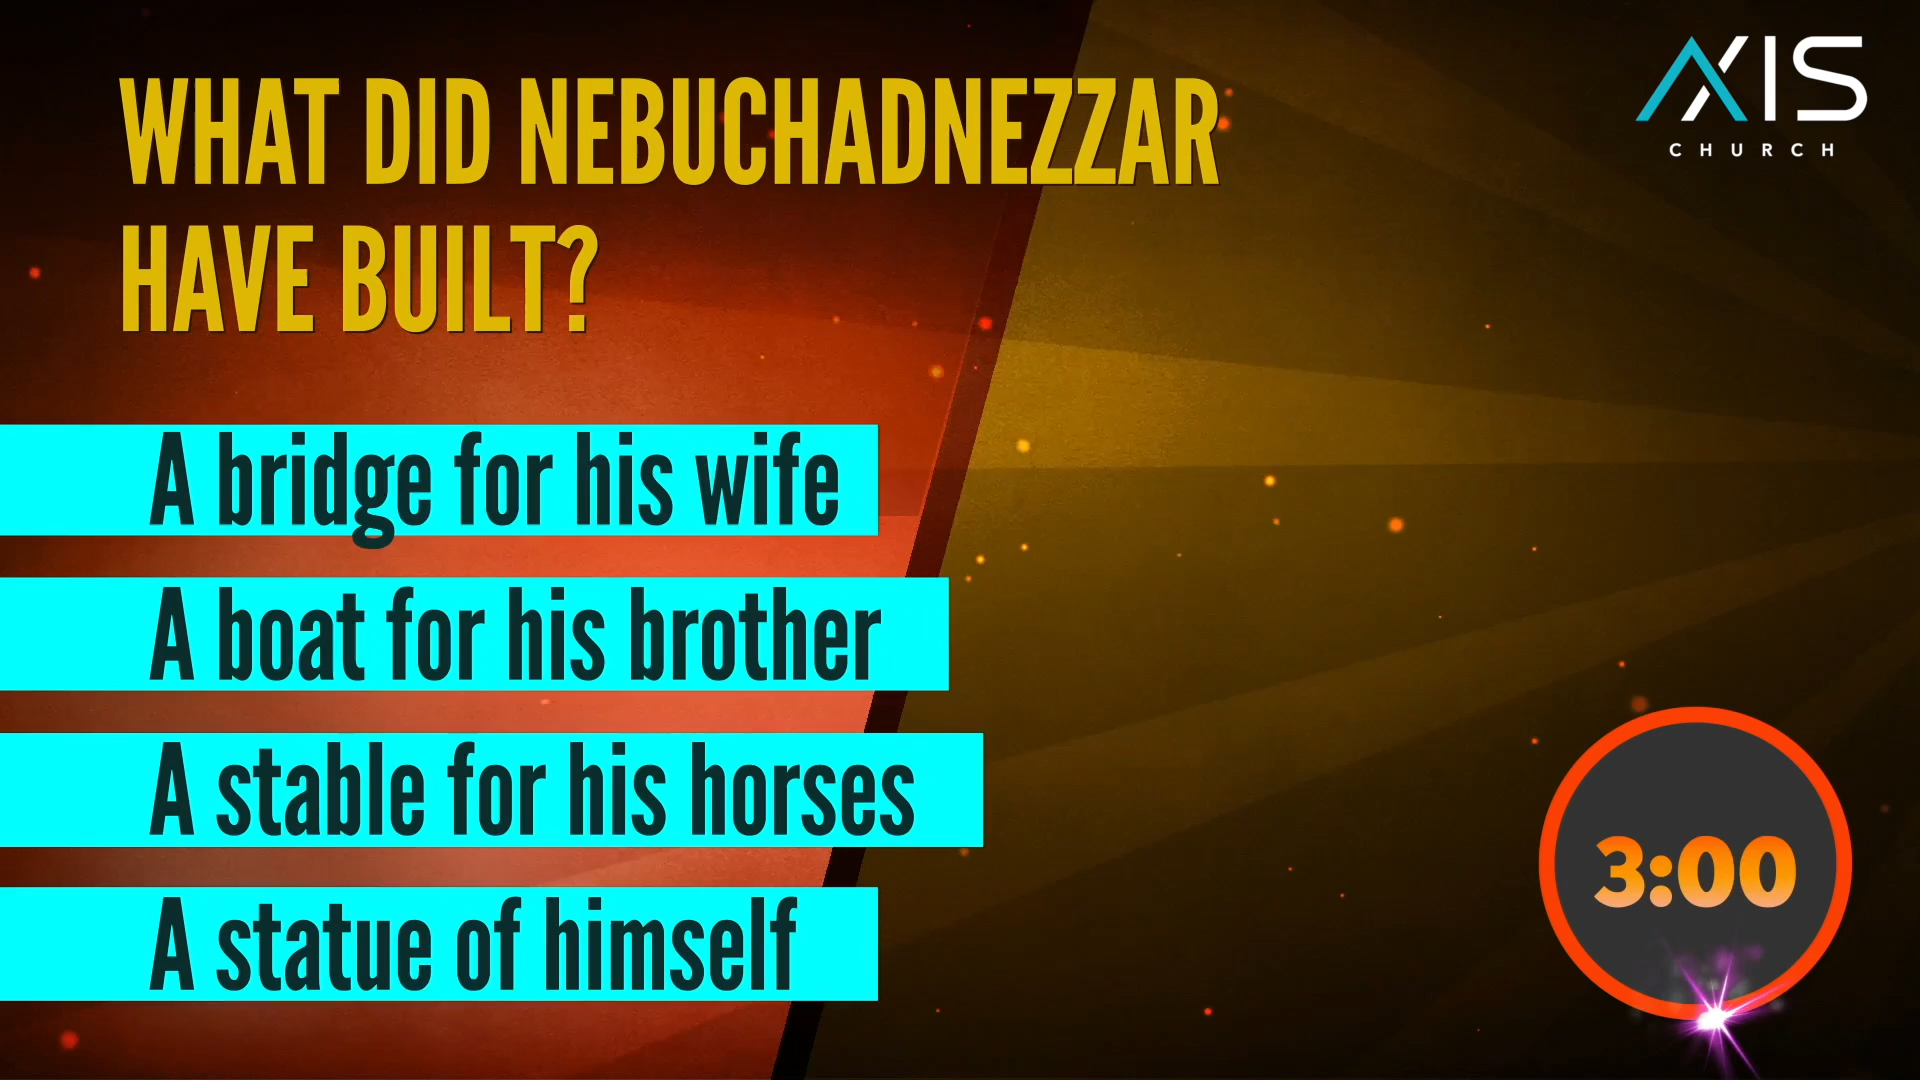 AXIS
CHURCH
WHAT DID NEBUCHADNEZZAR
HAVE BUILT?
A bridge for his wife
A boat for his brother
A stable for his horses
A statue of himself
3:00